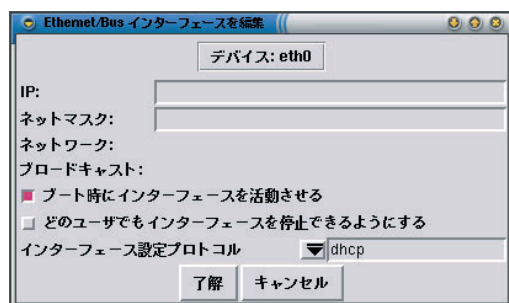 Ethernet/Bus インターフェースを編集
デバイス: eth0
IP:
ネットマスク:
ネットワーク:
ブロードキャスト:
ブート時にインターフェースを活動させる
どのユーザでもインターフェースを停止できるようにする
インターフェース設定プロトコル dhcp
了解 キャンセル